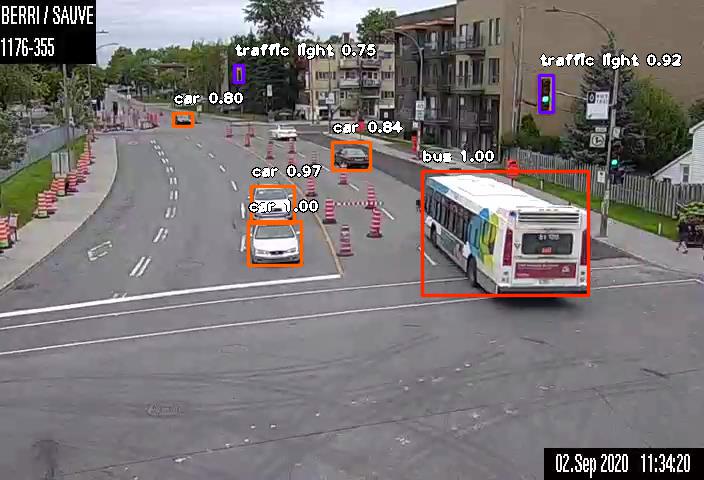 BERRI / SAUVE
1176-355
traffic light 0.75
traffic light 0.92
car 0.80
car 0.84
bus 1.00
car 0.97
car 1.00
02.Sep 2020 11:34:20